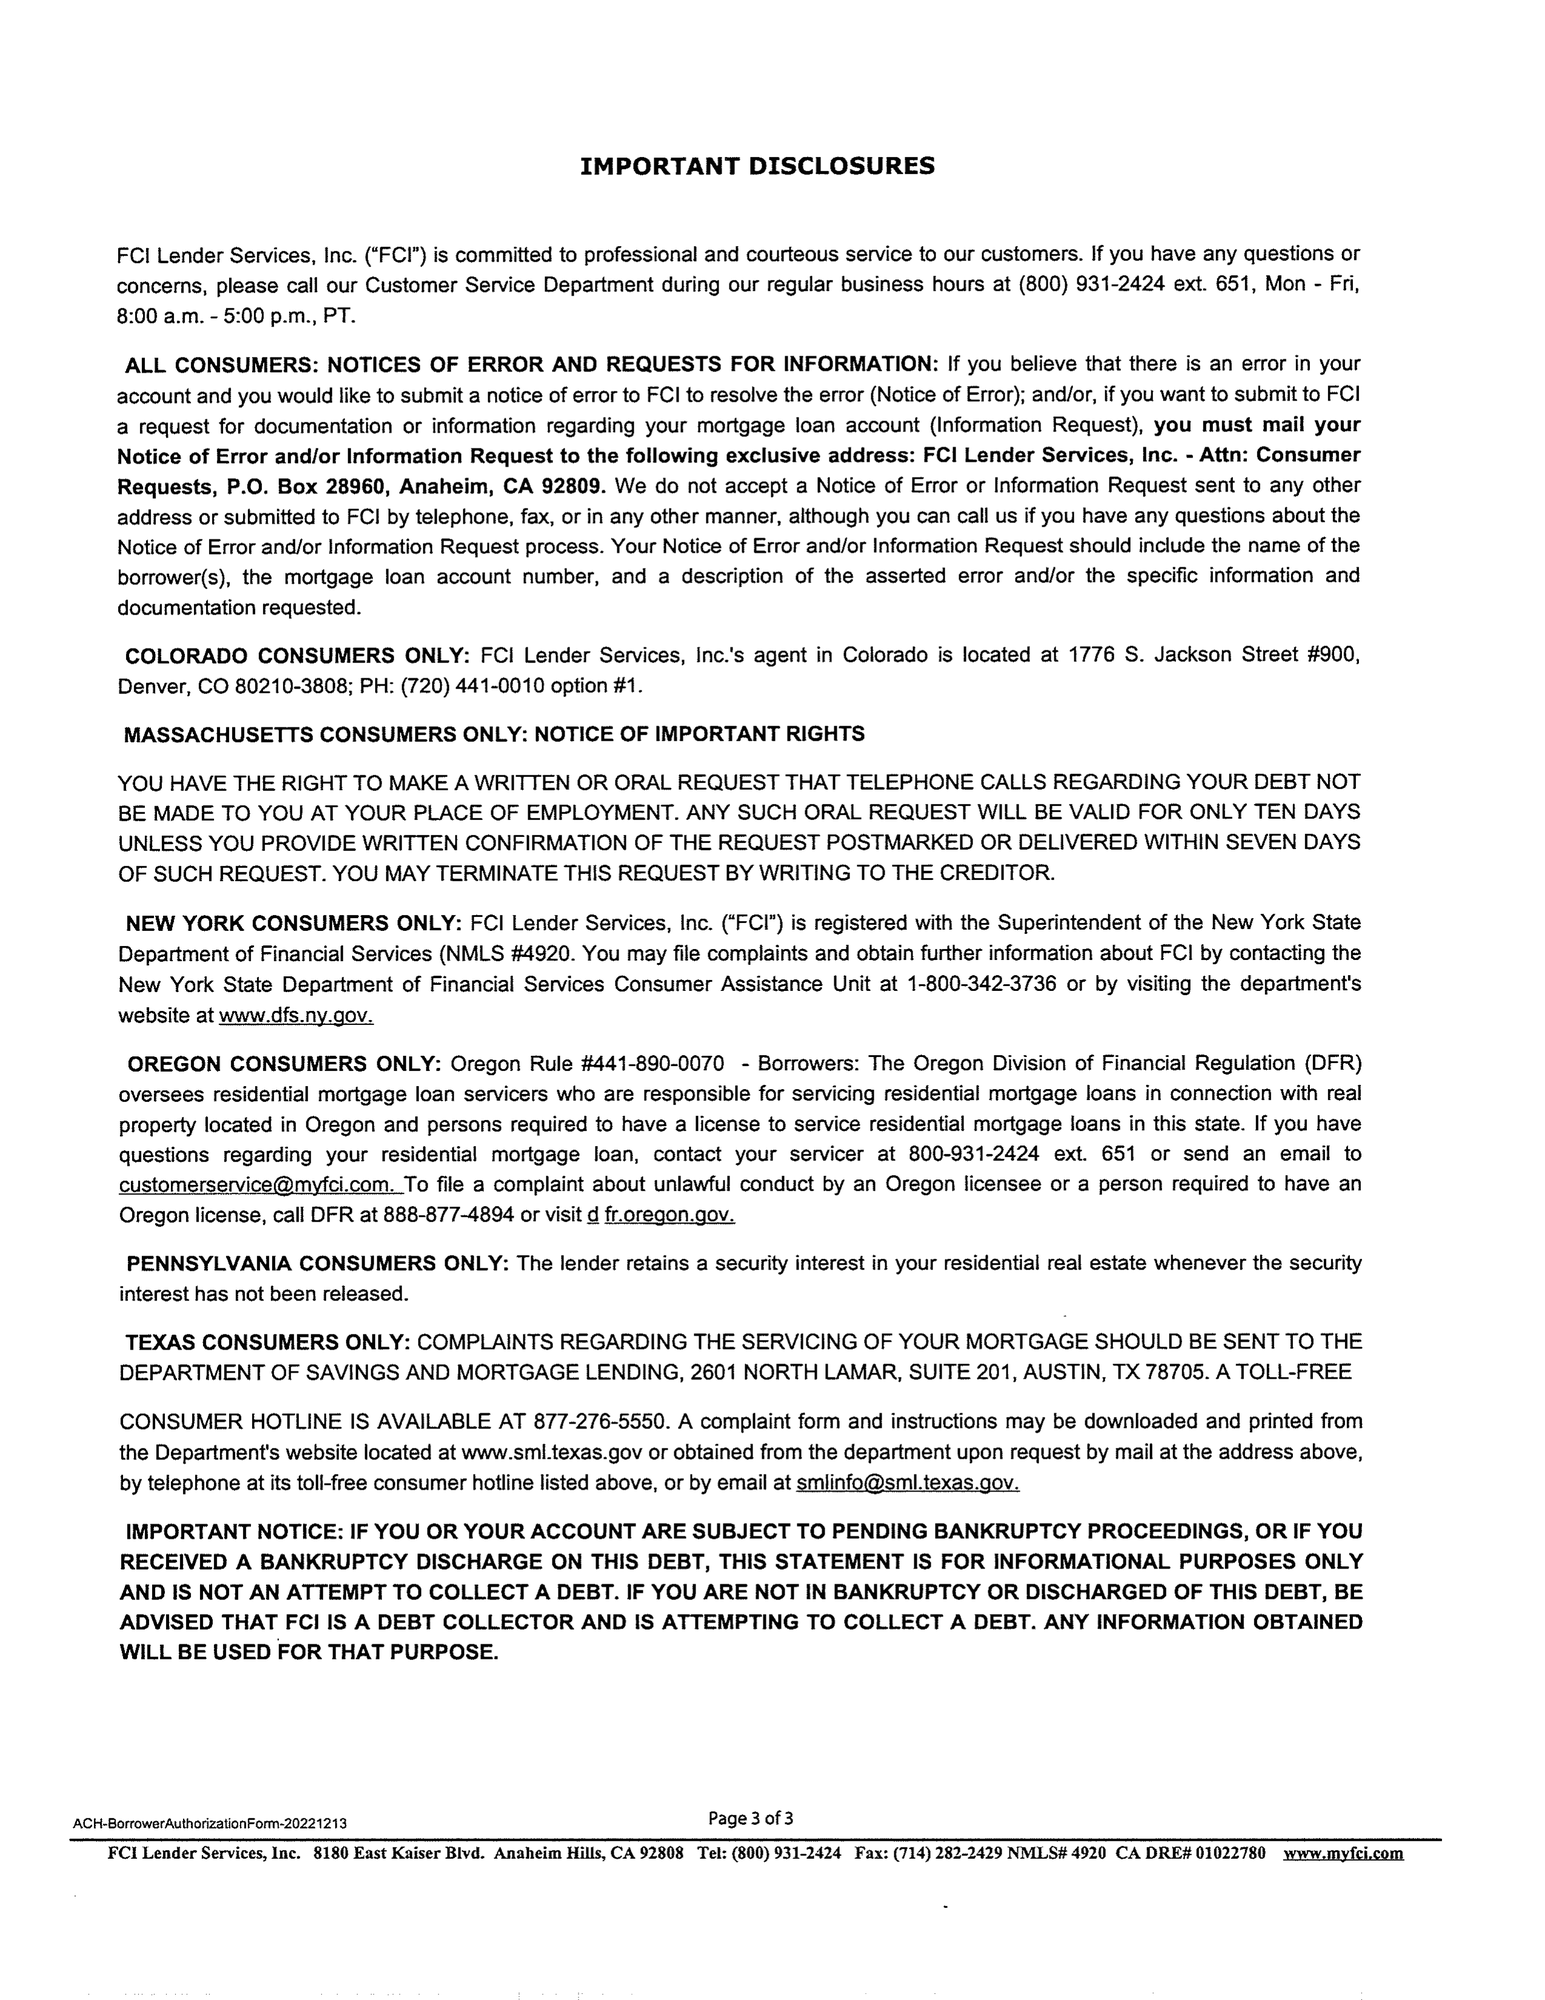 IMPORTANT DISCLOSURES
FCI Lender Services, Inc. (“FCI”) is committed to professional and courteous service to our customers. If you have any questions or
concerns, please call our Customer Service Department during our regular business hours at (800) 931-2424 ext. 651, Mon - Fri,
8:00 a.m. - 5:00 p.m., PT.
ALL CONSUMERS: NOTICES OF ERROR AND REQUESTS FOR INFORMATION: If you believe that there is an error in your
account and you would like to submit a notice of error to FCI to resolve the error (Notice of Error); and/or, if you want to submit to FCI
a request for documentation or information regarding your mortgage loan account (Information Request), you must mail your
Notice of Error and/or Information Request to the following exclusive address: FCI Lender Services, Inc. - Attn: Consumer
Requests, P.O. Box 28960, Anaheim, CA 92809. We do not accept a Notice of Error or Information Request sent to any other
address or submitted to FCI by telephone, fax, or in any other manner, although you can call us if you have any questions about the
Notice of Error and/or Information Request process. Your Notice of Error and/or Information Request should include the name of the
borrower(s), the mortgage loan account number, and a description of the asserted error and/or the specific information and
documentation requested.
COLORADO CONSUMERS ONLY: FCI Lender Services, Inc.'s agent in Colorado is located at 1776 S. Jackson Street #900,
Denver, CO 80210-3808; PH: (720) 441-0010 option #1.
MASSACHUSETTS CONSUMERS ONLY: NOTICE OF IMPORTANT RIGHTS
YOU HAVE THE RIGHT TO MAKE A WRITTEN OR ORAL REQUEST THAT TELEPHONE CALLS REGARDING YOUR DEBT NOT
BE MADE TO YOU AT YOUR PLACE OF EMPLOYMENT. ANY SUCH ORAL REQUEST WILL BE VALID FOR ONLY TEN DAYS
UNLESS YOU PROVIDE WRITTEN CONFIRMATION OF THE REQUEST POSTMARKED OR DELIVERED WITHIN SEVEN DAYS
OF SUCH REQUEST. YOU MAY TERMINATE THIS REQUEST BY WRITING TO THE CREDITOR.
NEW YORK CONSUMERS ONLY: FCI Lender Services, Inc. (“FCI”) is registered with the Superintendent of the New York State
Department of Financial Services (NMLS #4920. You may file complaints and obtain further information about FCI by contacting the
New York State Department of Financial Services Consumer Assistance Unit at 1-800-342-3736 or by visiting the department's
website at www.dfs.ny.gov.
OREGON CONSUMERS ONLY: Oregon Rule #441-890-0070 - Borrowers: The Oregon Division of Financial Regulation (DFR)
oversees residential mortgage loan servicers who are responsible for servicing residential mortgage loans in connection with real
property located in Oregon and persons required to have a license to service residential mortgage loans in this state. If you have
questions regarding your residential mortgage loan, contact your servicer at 800-931-2424 ext. 651 or send an email to
customerservice@myfci.com. To file a complaint about unlawful conduct by an Oregon licensee or a person required to have an
Oregon license, call DFR at 888-877-4894 or visit d fr.oregon.gov.
PENNSYLVANIA CONSUMERS ONLY: The lender retains a security interest in your residential real estate whenever the security
interest has not been released.
TEXAS CONSUMERS ONLY: COMPLAINTS REGARDING THE SERVICING OF YOUR MORTGAGE SHOULD BE SENT TO THE
DEPARTMENT OF SAVINGS AND MORTGAGE LENDING, 2601 NORTH LAMAR, SUITE 201, AUSTIN, TX 78705. A TOLL-FREE
CONSUMER HOTLINE IS AVAILABLE AT 877-276-5550. A complaint form and instructions may be downloaded and printed from
the Department's website located at www.sml.texas.gov or obtained from the department upon request by mail at the address above,
by telephone at its toll-free consumer hotline listed above, or by email at smlinfo@sml.texas.gov.
IMPORTANT NOTICE: IF YOU OR YOUR ACCOUNT ARE SUBJECT TO PENDING BANKRUPTCY PROCEEDINGS, OR IF YOU
RECEIVED A BANKRUPTCY DISCHARGE ON THIS DEBT, THIS STATEMENT IS FOR INFORMATIONAL PURPOSES ONLY
AND IS NOT AN ATTEMPT TO COLLECT A DEBT. IF YOU ARE NOT IN BANKRUPTCY OR DISCHARGED OF THIS DEBT, BE
ADVISED THAT FCI IS A DEBT COLLECTOR AND IS ATTEMPTING TO COLLECT A DEBT. ANY INFORMATION OBTAINED
WILL BE USED FOR THAT PURPOSE.
ACH-BorrowerAuthorizationForm-20221213
Page 3 of 3
FCI Lender Services, Inc. 8180 East Kaiser Blvd. Anaheim Hills, CA 92808 Tel: (800) 931-2424 Fax: (714) 282-2429 NMLS# 4920 CA DRE# 01022780 www.myfci.com